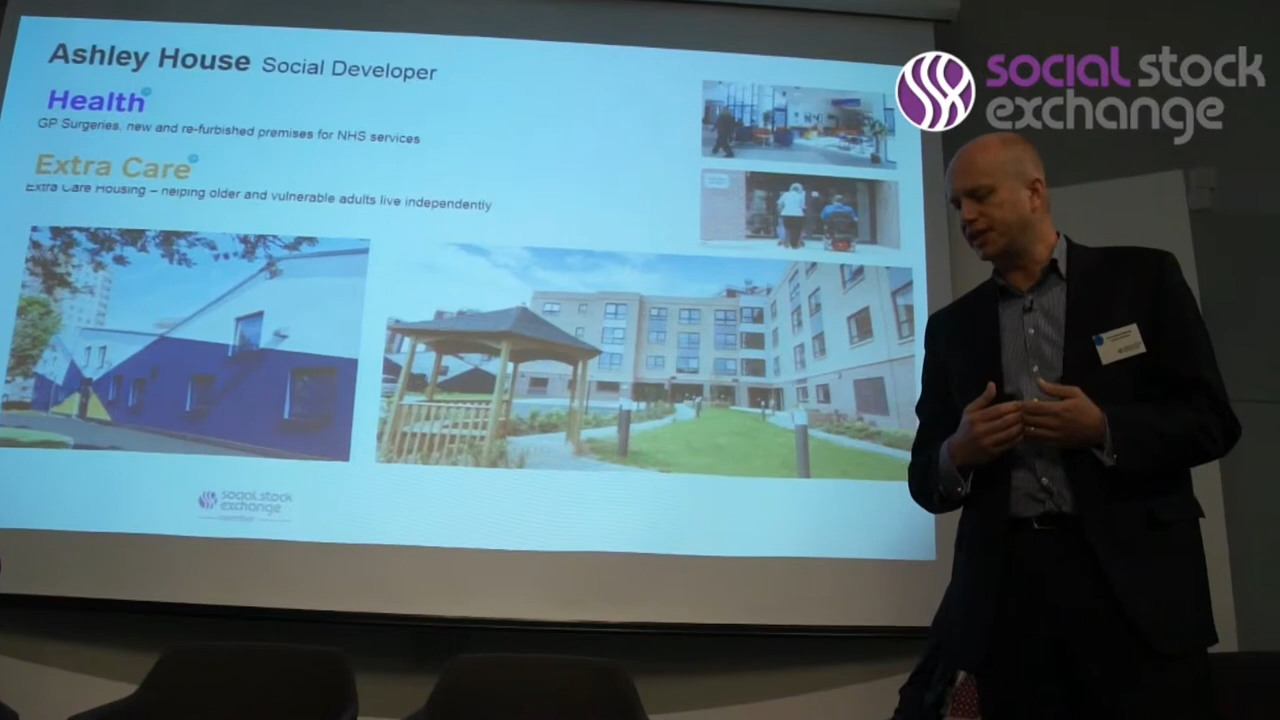 Ashley House Social Developer
Health
GP Surgeries, new and re-furbished premises for NHS services
Extra Care
Extra Care Housing – helping older and vulnerable adults live independently
social stock
exchange
social stock
exchange